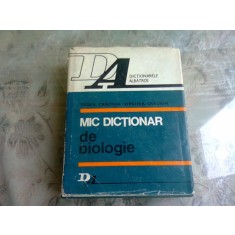 DA
DICȚIONARELE
ALBATROS
MIC DICȚIONAR
de
biologie
DA